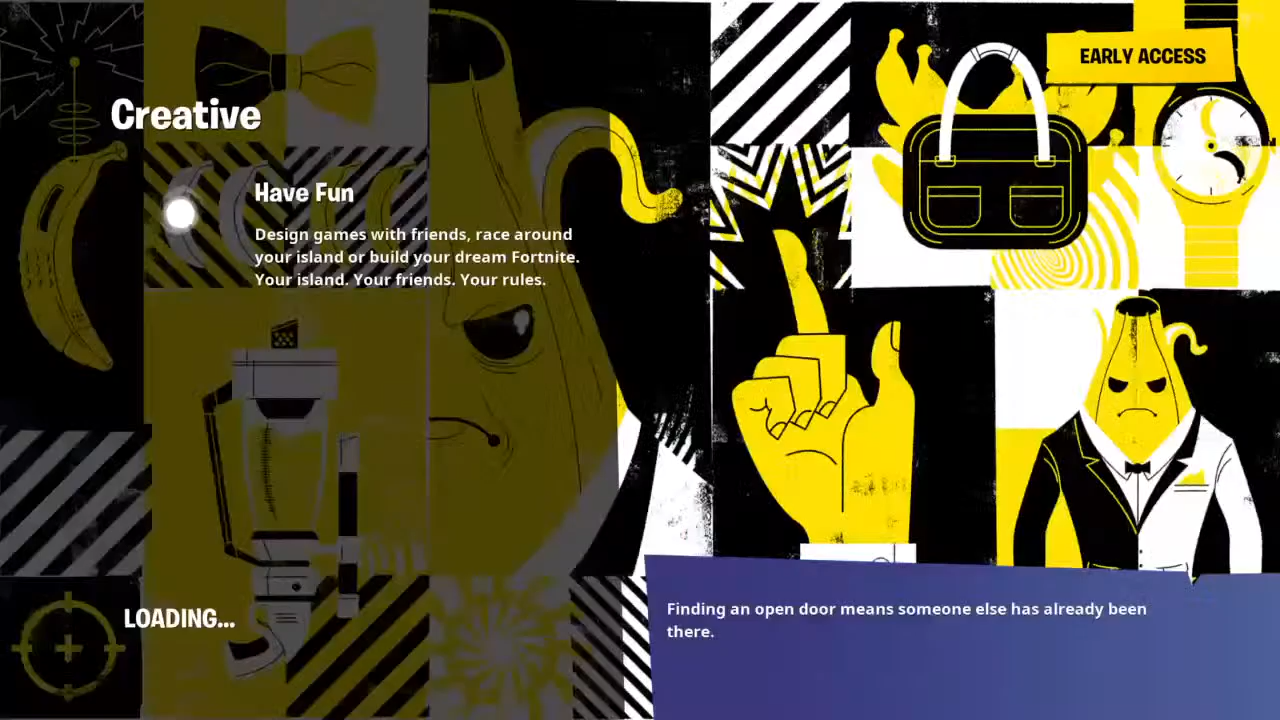 EARLY ACCESS
Creative
Have Fun
Design games with friends, race around
your island or build your dream Fortnite.
Your island. Your friends. Your rules.
LOADING...
Finding an open door means someone else has already been
there.